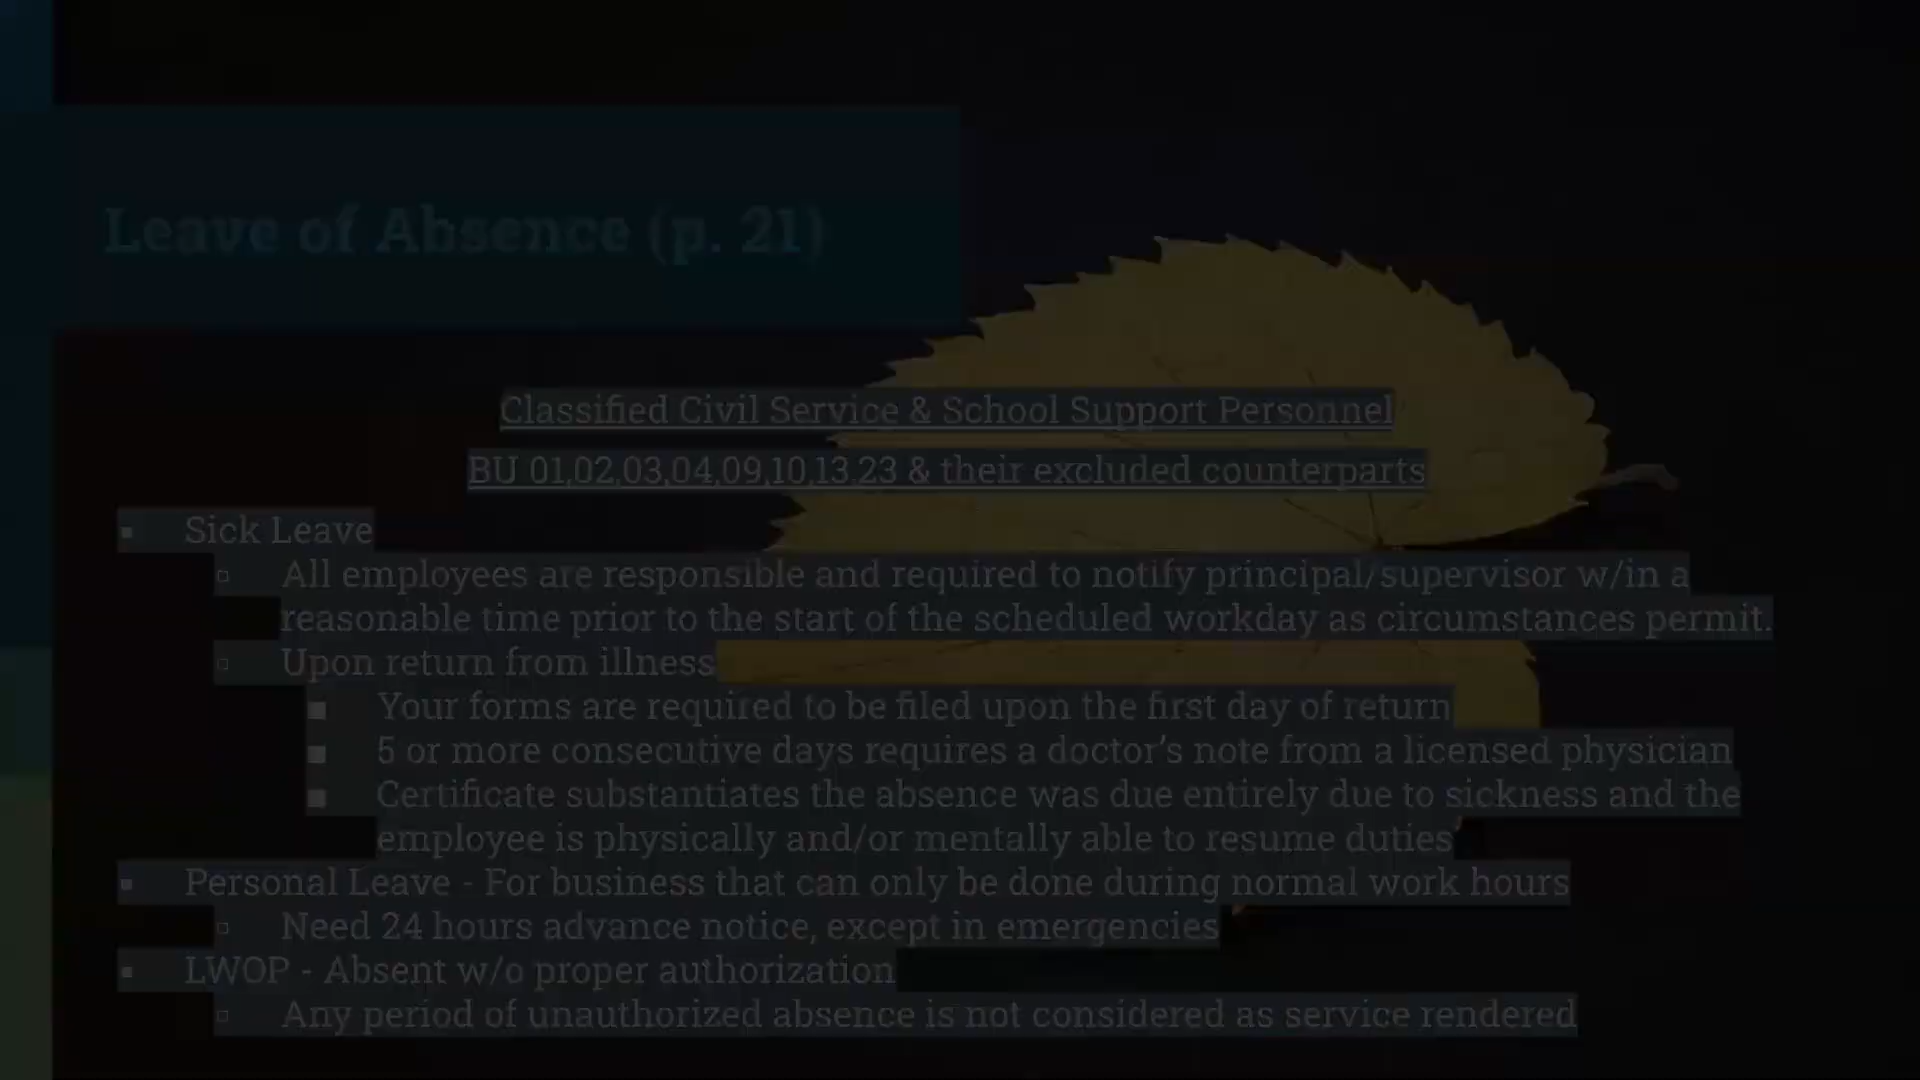 Leave of Absence (p. 21)
Classified Civil Service & School Support Personnel
BU 01,02,03,04,09,10,13.23 & their excluded counterparts
▪ Sick Leave
▫ All employees are responsible and required to notify principal/supervisor w/in a
reasonable time prior to the start of the scheduled workday as circumstances permit.
▫ Upon return from illness
■ Your forms are required to be filed upon the first day of return
■ 5 or more consecutive days requires a doctor’s note from a licensed physician
■ Certificate substantiates the absence was due entirely due to sickness and the
employee is physically and/or mentally able to resume duties
▪ Personal Leave - For business that can only be done during normal work hours
▫ Need 24 hours advance notice, except in emergencies
▪ LWOP - Absent w/o proper authorization
▫ Any period of unauthorized absence is not considered as service rendered